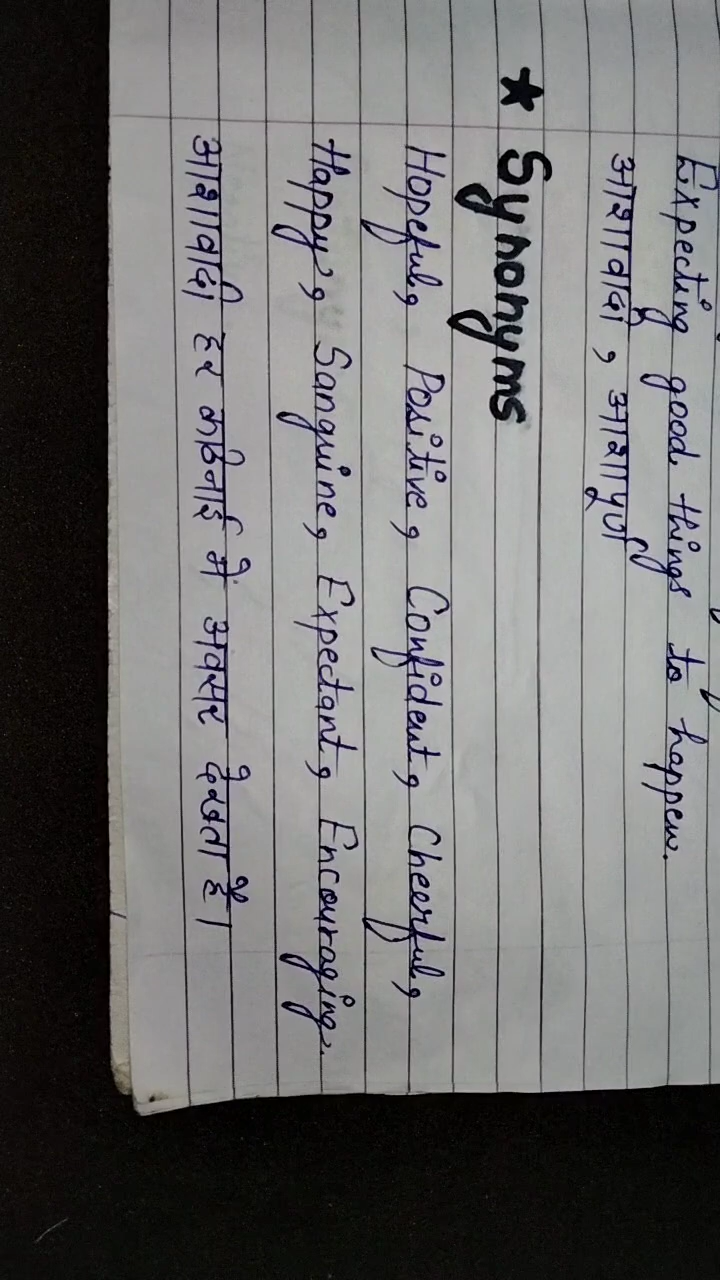 Expecting good things to happen.
आशावादी, आशापूर्ण
★ Synonyms
Hopeful, Positive, Confident, Cheerful,
Happy, Sanguine, Expectant, Encouraging.
आशावादी हर कठिनाई में अवसर देखता है।